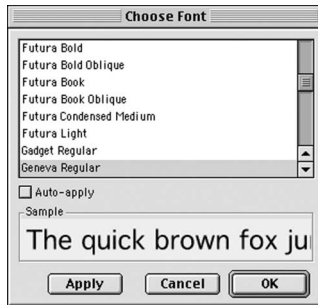 Choose Font
Futura Bold
Futura Bold Oblique
Futura Book
Futura Book Oblique
Futura Condensed Medium
Futura Light
Gadget Regular
Geneva Regular
Auto-apply
Sample
The quick brown fox ju
Apply Cancel OK